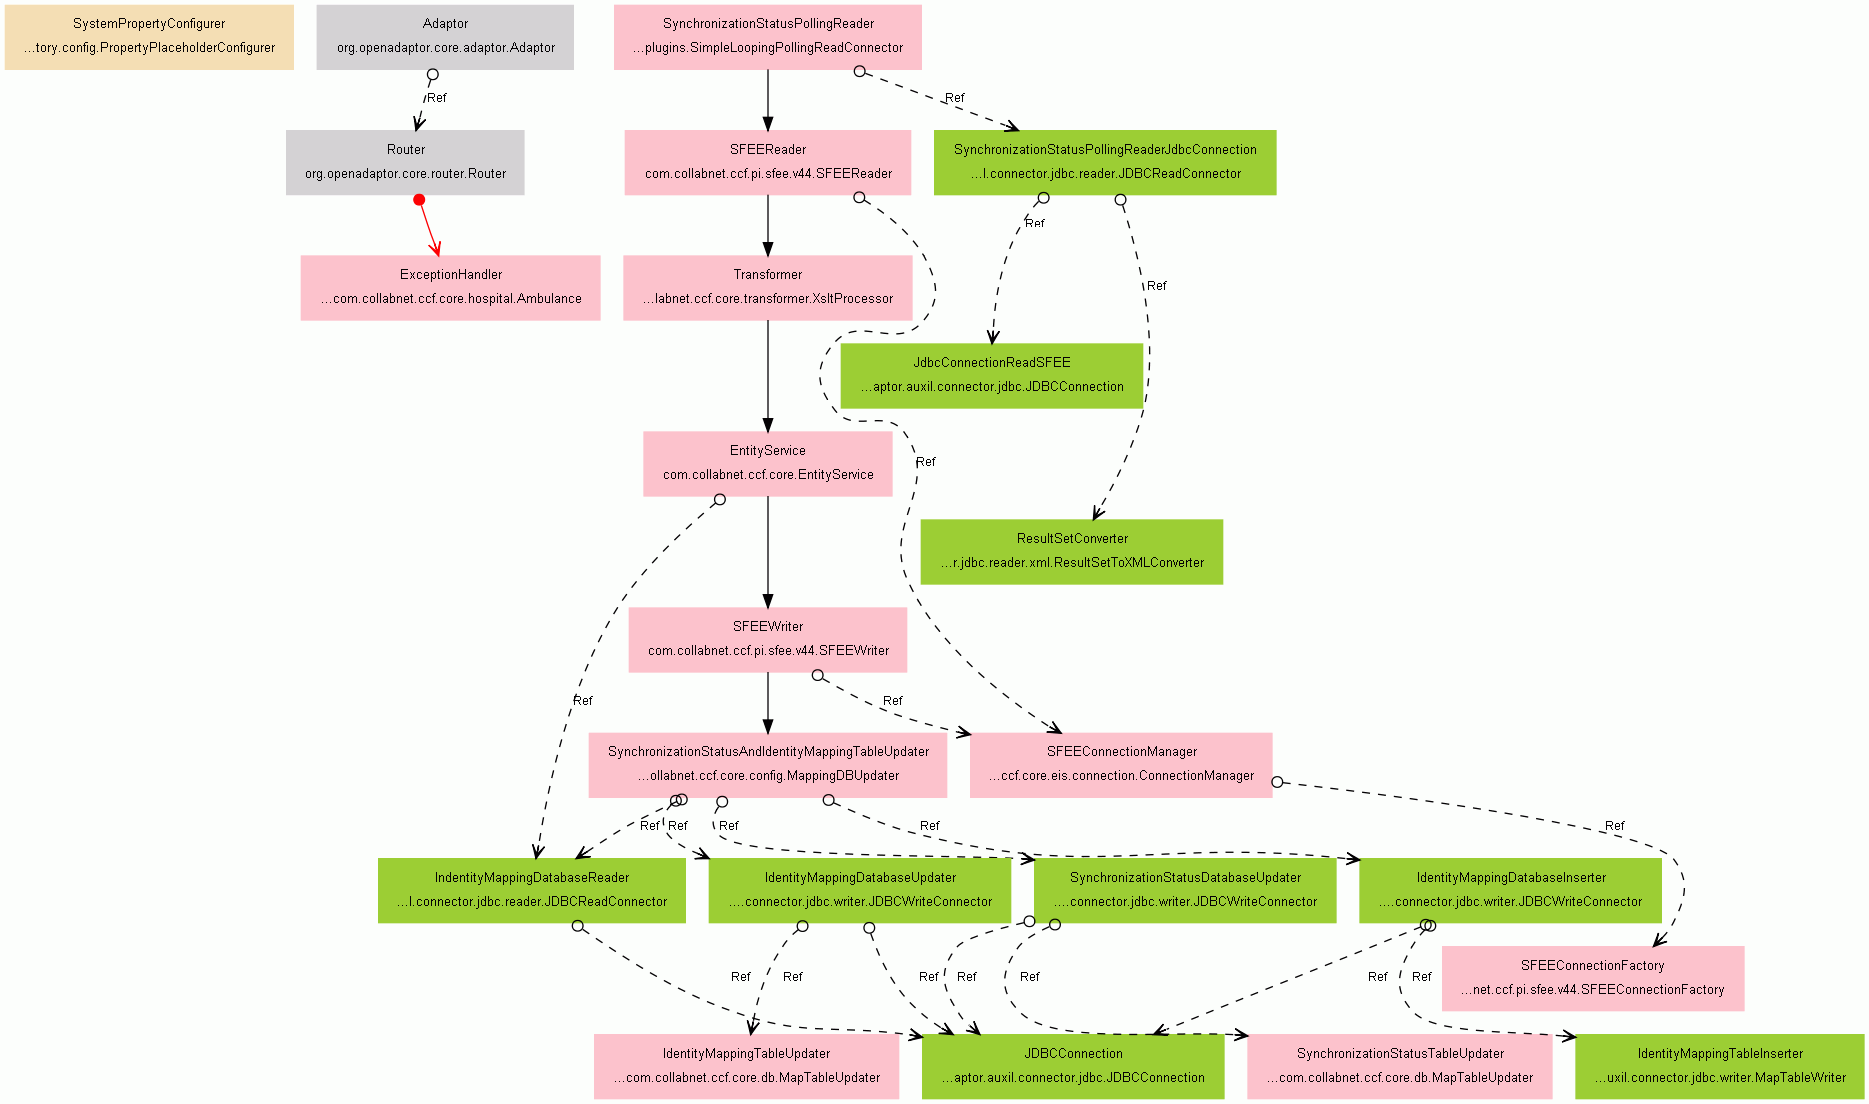 SystemPropertyConfigurer
...tory.config.PropertyPlaceholderConfigurer
Adaptor
org.openadaptor.core.adaptor.Adaptor
SynchronizationStatusPollingReader
...plugins.SimpleLoopingPollingReadConnector
Ref
Ref
Router
org.openadaptor.core.router.Router
SFEEReader
com.collabnet.ccf.pi.sfee.v44.SFEEReader
SynchronizationStatusPollingReaderJdbcConnection
...l.connector.jdbc.reader.JDBCReadConnector
Ref
ExceptionHandler
...com.collabnet.ccf.core.hospital.Ambulance
Transformer
...labnet.ccf.core.transformer.XsltProcessor
Ref
JdbcConnectionReadSFEE
...aptor.auxil.connector.jdbc.JDBCConnection
EntityService
com.collabnet.ccf.core.EntityService
Ref
ResultSetConverter
...r.jdbc.reader.xml.ResultSetToXMLConverter
SFEEWriter
com.collabnet.ccf.pi.sfee.v44.SFEEWriter
Ref
Ref
SynchronizationStatusAndIdentityMappingTableUpdater
...ollabnet.ccf.core.config.MappingDBUpdater
SFEEConnectionManager
...ccf.core.eis.connection.ConnectionManager
Ref
Ref
Ref
Ref
Ref
IndentityMappingDatabaseReader
...l.connector.jdbc.reader.JDBCReadConnector
IdentityMappingDatabaseUpdater
....connector.jdbc.writer.JDBCWriteConnector
SynchronizationStatusDatabaseUpdater
....connector.jdbc.writer.JDBCWriteConnector
IdentityMappingDatabaseInserter
....connector.jdbc.writer.JDBCWriteConnector
Ref
Ref
Ref
Ref
Ref
Ref
Ref
SFEEConnectionFactory
...net.ccf.pi.sfee.v44.SFEEConnectionFactory
IdentityMappingTableUpdater
...com.collabnet.ccf.core.db.MapTableUpdater
JDBCConnection
...aptor.auxil.connector.jdbc.JDBCConnection
SynchronizationStatusTableUpdater
...com.collabnet.ccf.core.db.MapTableUpdater
IdentityMappingTableInserter
...uxil.connector.jdbc.writer.MapTableWriter